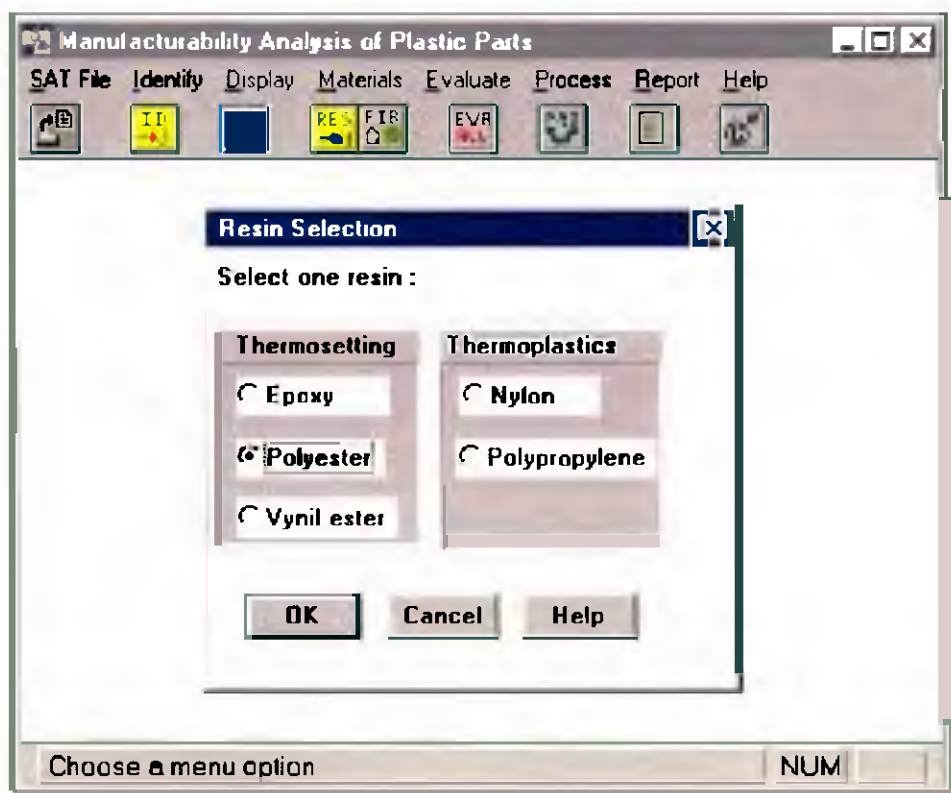 Manufacturability Analysis of Plastic Parts
SAT File Identify Display Materials Evaluate Process Report Help
ID RES FIB EVA
Resin Selection
Select one resin :
Thermosetting Thermoplastics
Epoxy Nylon
Polyester Polypropylene
Vynil ester
OK Cancel Help
Choose a menu option NUM